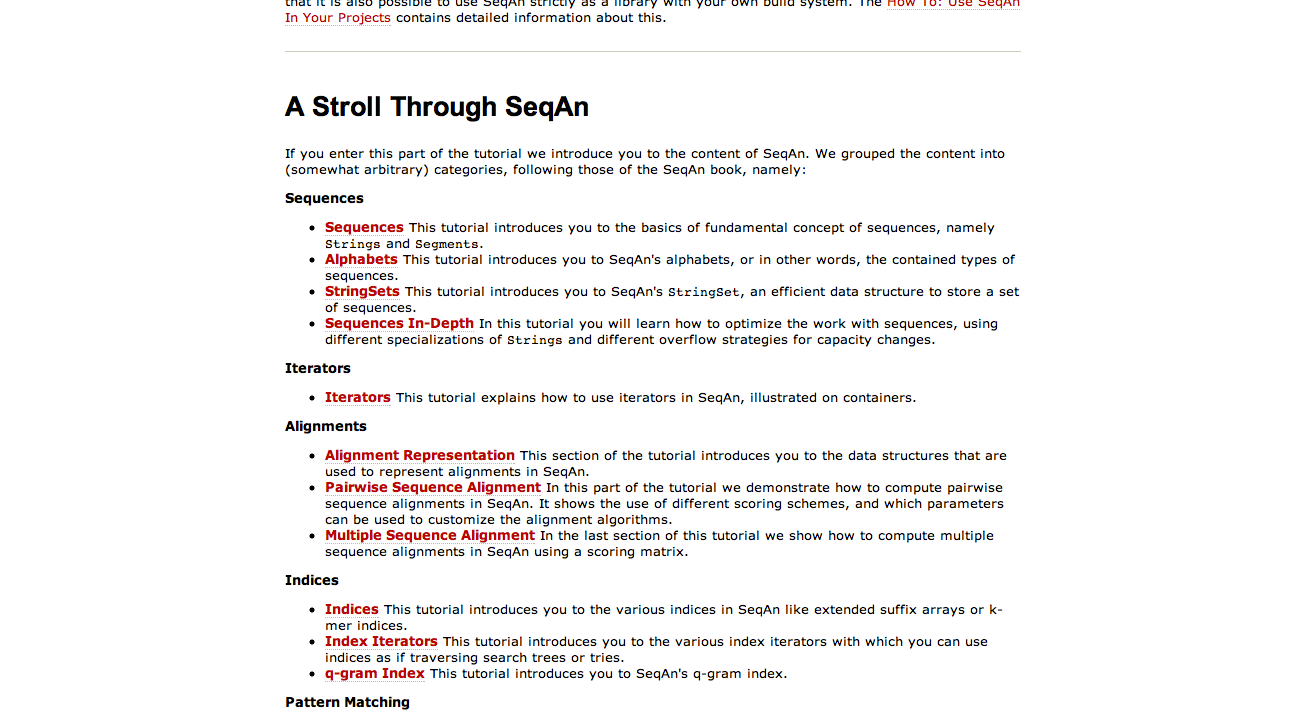 that it is also possible to use SeqAn strictly as a library with your own build system. The How To: Use SeqAn
In Your Projects contains detailed information about this.
A Stroll Through SeqAn
If you enter this part of the tutorial we introduce you to the content of SeqAn. We grouped the content into
(somewhat arbitrary) categories, following those of the SeqAn book, namely:
Sequences
• Sequences This tutorial introduces you to the basics of fundamental concept of sequences, namely
Strings and Segments.
• Alphabets This tutorial introduces you to SeqAn's alphabets, or in other words, the contained types of
sequences.
• StringSets This tutorial introduces you to SeqAn's StringSet, an efficient data structure to store a set
of sequences.
• Sequences In-Depth In this tutorial you will learn how to optimize the work with sequences, using
different specializations of Strings and different overflow strategies for capacity changes.
Iterators
• Iterators This tutorial explains how to use iterators in SeqAn, illustrated on containers.
Alignments
• Alignment Representation This section of the tutorial introduces you to the data structures that are
used to represent alignments in SeqAn.
• Pairwise Sequence Alignment In this part of the tutorial we demonstrate how to compute pairwise
sequence alignments in SeqAn. It shows the use of different scoring schemes, and which parameters
can be used to customize the alignment algorithms.
• Multiple Sequence Alignment In the last section of this tutorial we show how to compute multiple
sequence alignments in SeqAn using a scoring matrix.
Indices
• Indices This tutorial introduces you to the various indices in SeqAn like extended suffix arrays or k-
mer indices.
• Index Iterators This tutorial introduces you to the various index iterators with which you can use
indices as if traversing search trees or tries.
• q-gram Index This tutorial introduces you to SeqAn's q-gram index.
Pattern Matching